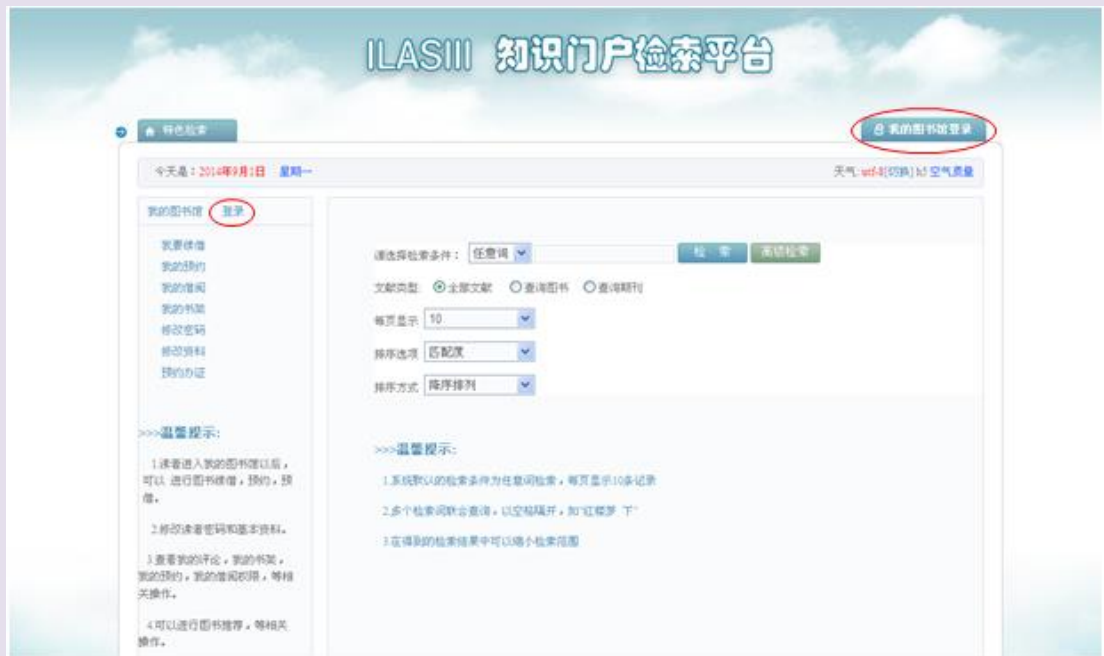 ILASIII 知识门户检索平台
特色检索
我的图书馆登录
今天是：2014年9月1日 星期一
天气: utf-8[切换] h5 空气质量
我的图书馆 登录
我要续借
我的预约
我的借阅
我的书架
修改密码
修改资料
预约办证
请选择检索条件： 任意词 检 索 高级检索
文献类型: 全部文献 查询图书 查询期刊
每页显示 10
排序选项 匹配度
排序方式 降序排列
>>>温馨提示:
1.读者进入我的图书馆以后，
可以 进行图书续借，预约，预
借。
2.修改读者密码和基本资料。
3.查看我的评论，我的书架，
我的预约，我的借阅权限，等相
关操作。
4.可以进行图书推荐，等相关
操作。
>>>温馨提示:
1.系统默认的检索条件为任意词检索，每页显示10条记录
2.多个检索词联合查询，以空格隔开，如"红楼梦 下"
3.在得到的检索结果中可以缩小检索范围